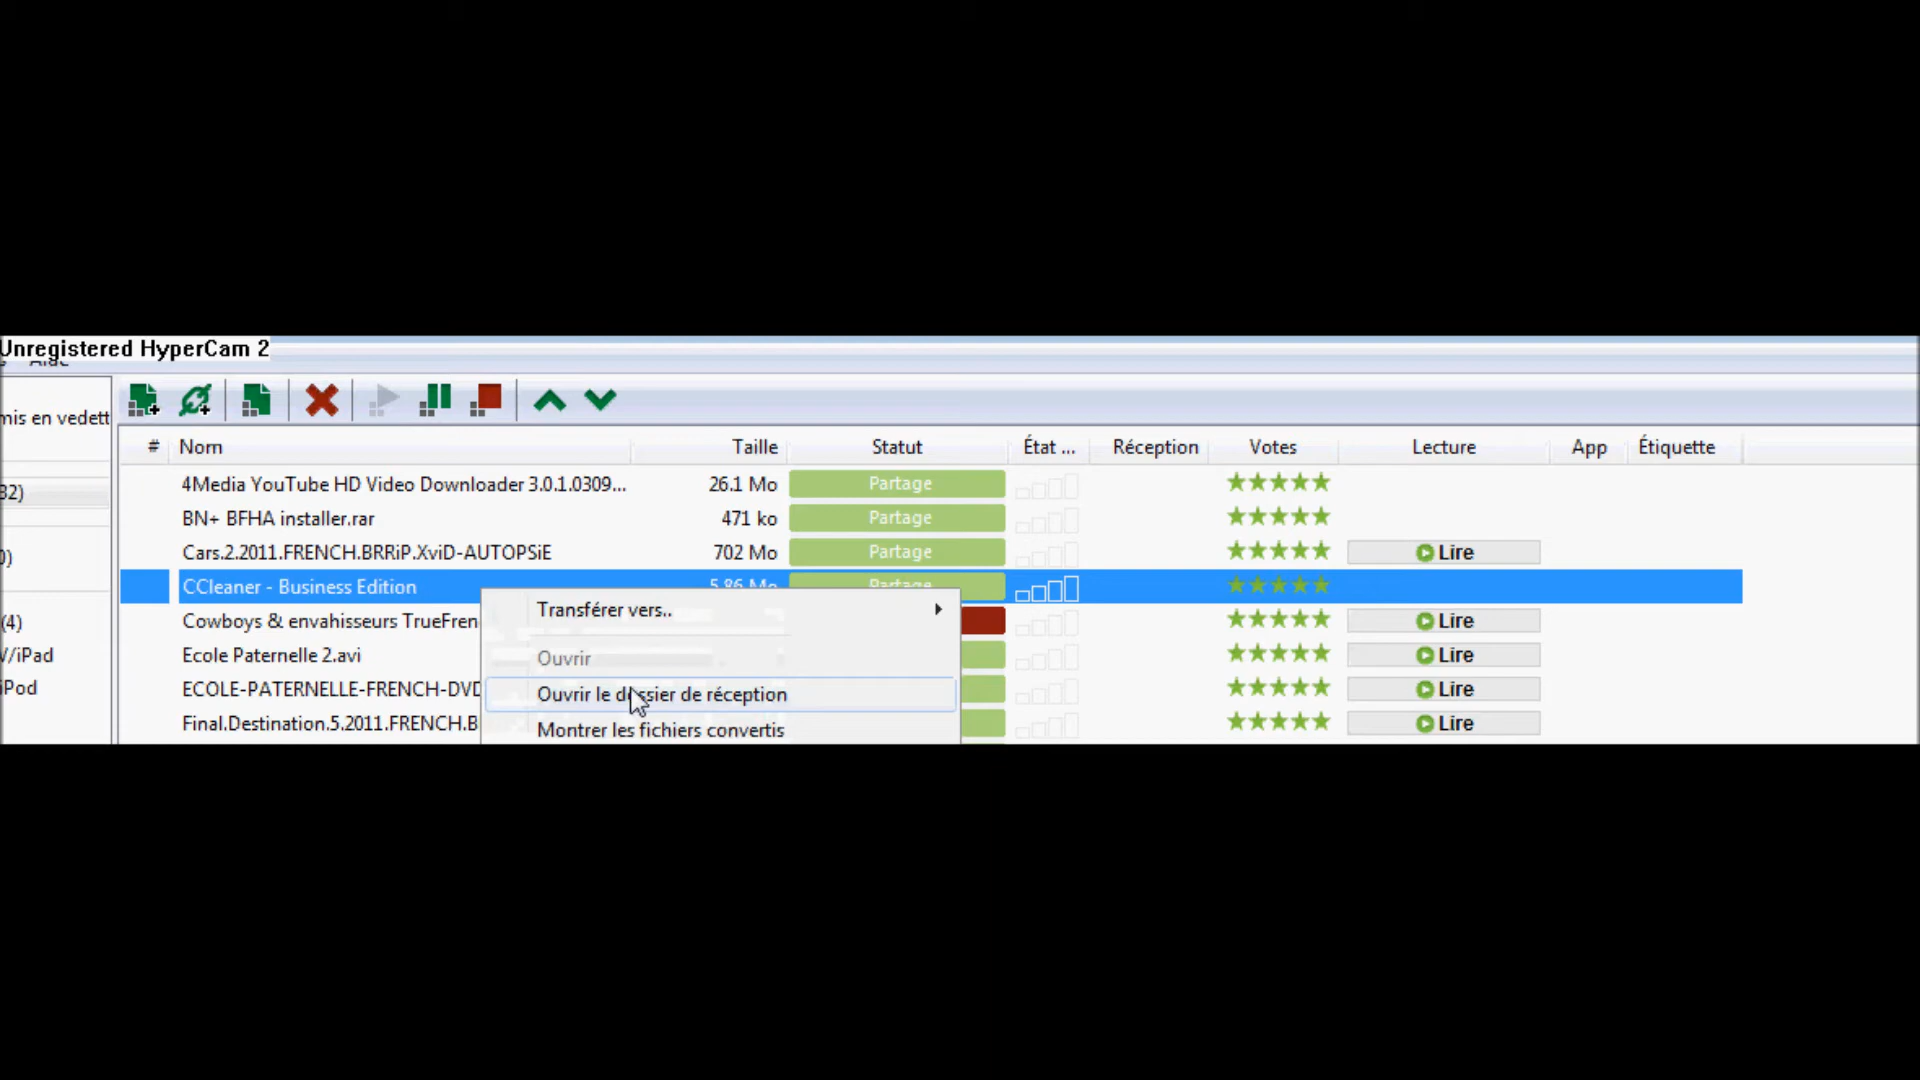 Unregistered HyperCam 2
mis en vedett
# Nom Taille Statut État ... Réception Votes Lecture App Étiquette
4Media YouTube HD Video Downloader 3.0.1.0309... 26.1 Mo Partage
32)
BN+ BFHA installer.rar 471 ko Partage
Cars.2.2011.FRENCH.BRRiP.XviD-AUTOPSiE 702 Mo Partage Lire
0)
CCleaner - Business Edition 5.86 Mo Partage
Transférer vers..
(4)
Cowboys & envahisseurs TrueFren Lire
V/iPad
Ecole Paternelle 2.avi Lire
Ouvrir
iPod
ECOLE-PATERNELLE-FRENCH-DVD Lire
Ouvrir le dossier de réception
Final.Destination.5.2011.FRENCH.B Lire
Montrer les fichiers convertis